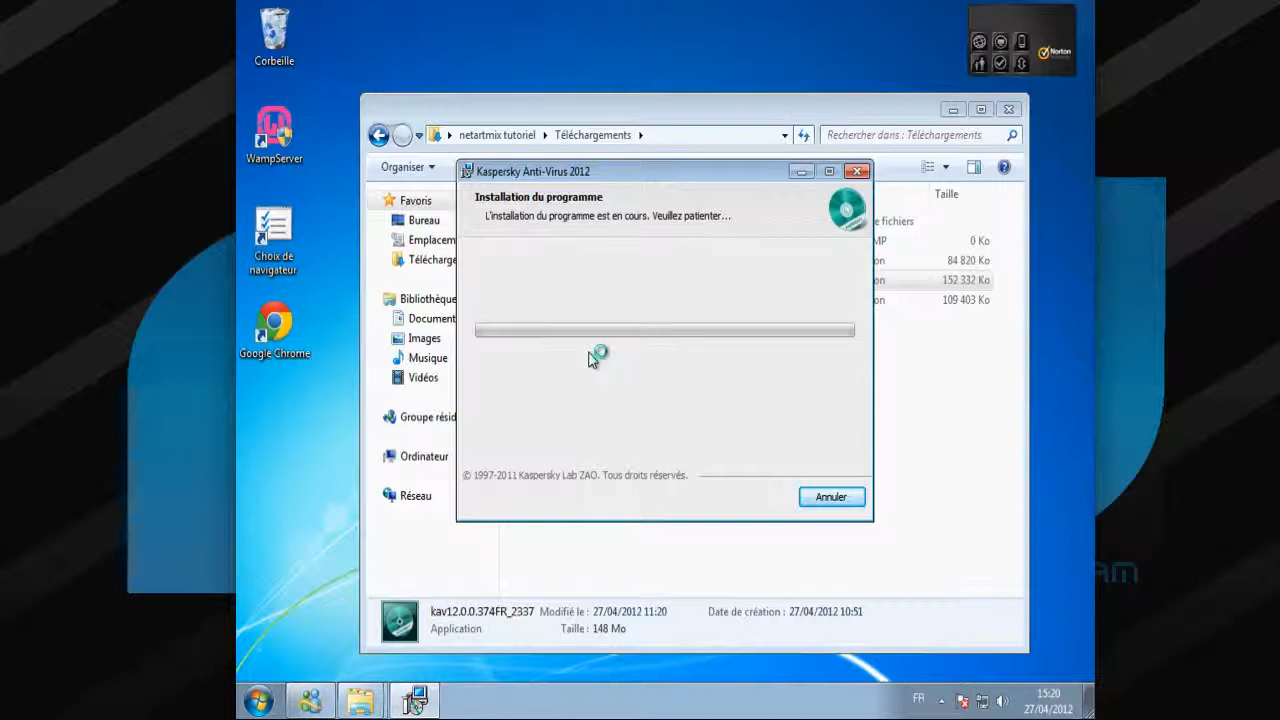 Corbeille
Norton
WampServer
Choix de
navigateur
Google Chrome
netartmix tutoriel
Téléchargements
Rechercher dans : Téléchargements
Organiser
Taille
Favoris
Bureau
Emplacem
Télécharge
Bibliothèque
Document
Images
Musique
Vidéos
Groupe résid
Ordinateur
Réseau
Kaspersky Anti-Virus 2012
Installation du programme
L'installation du programme est en cours. Veuillez patienter...
© 1997-2011 Kaspersky Lab ZAO. Tous droits réservés.
Annuler
e fichiers
MP 0 Ko
on 84 820 Ko
on 152 332 Ko
on 109 403 Ko
kav12.0.0.374FR_2337 Modifié le : 27/04/2012 11:20 Date de création : 27/04/2012 10:51
Application Taille : 148 Mo
FR
15:20
27/04/2012